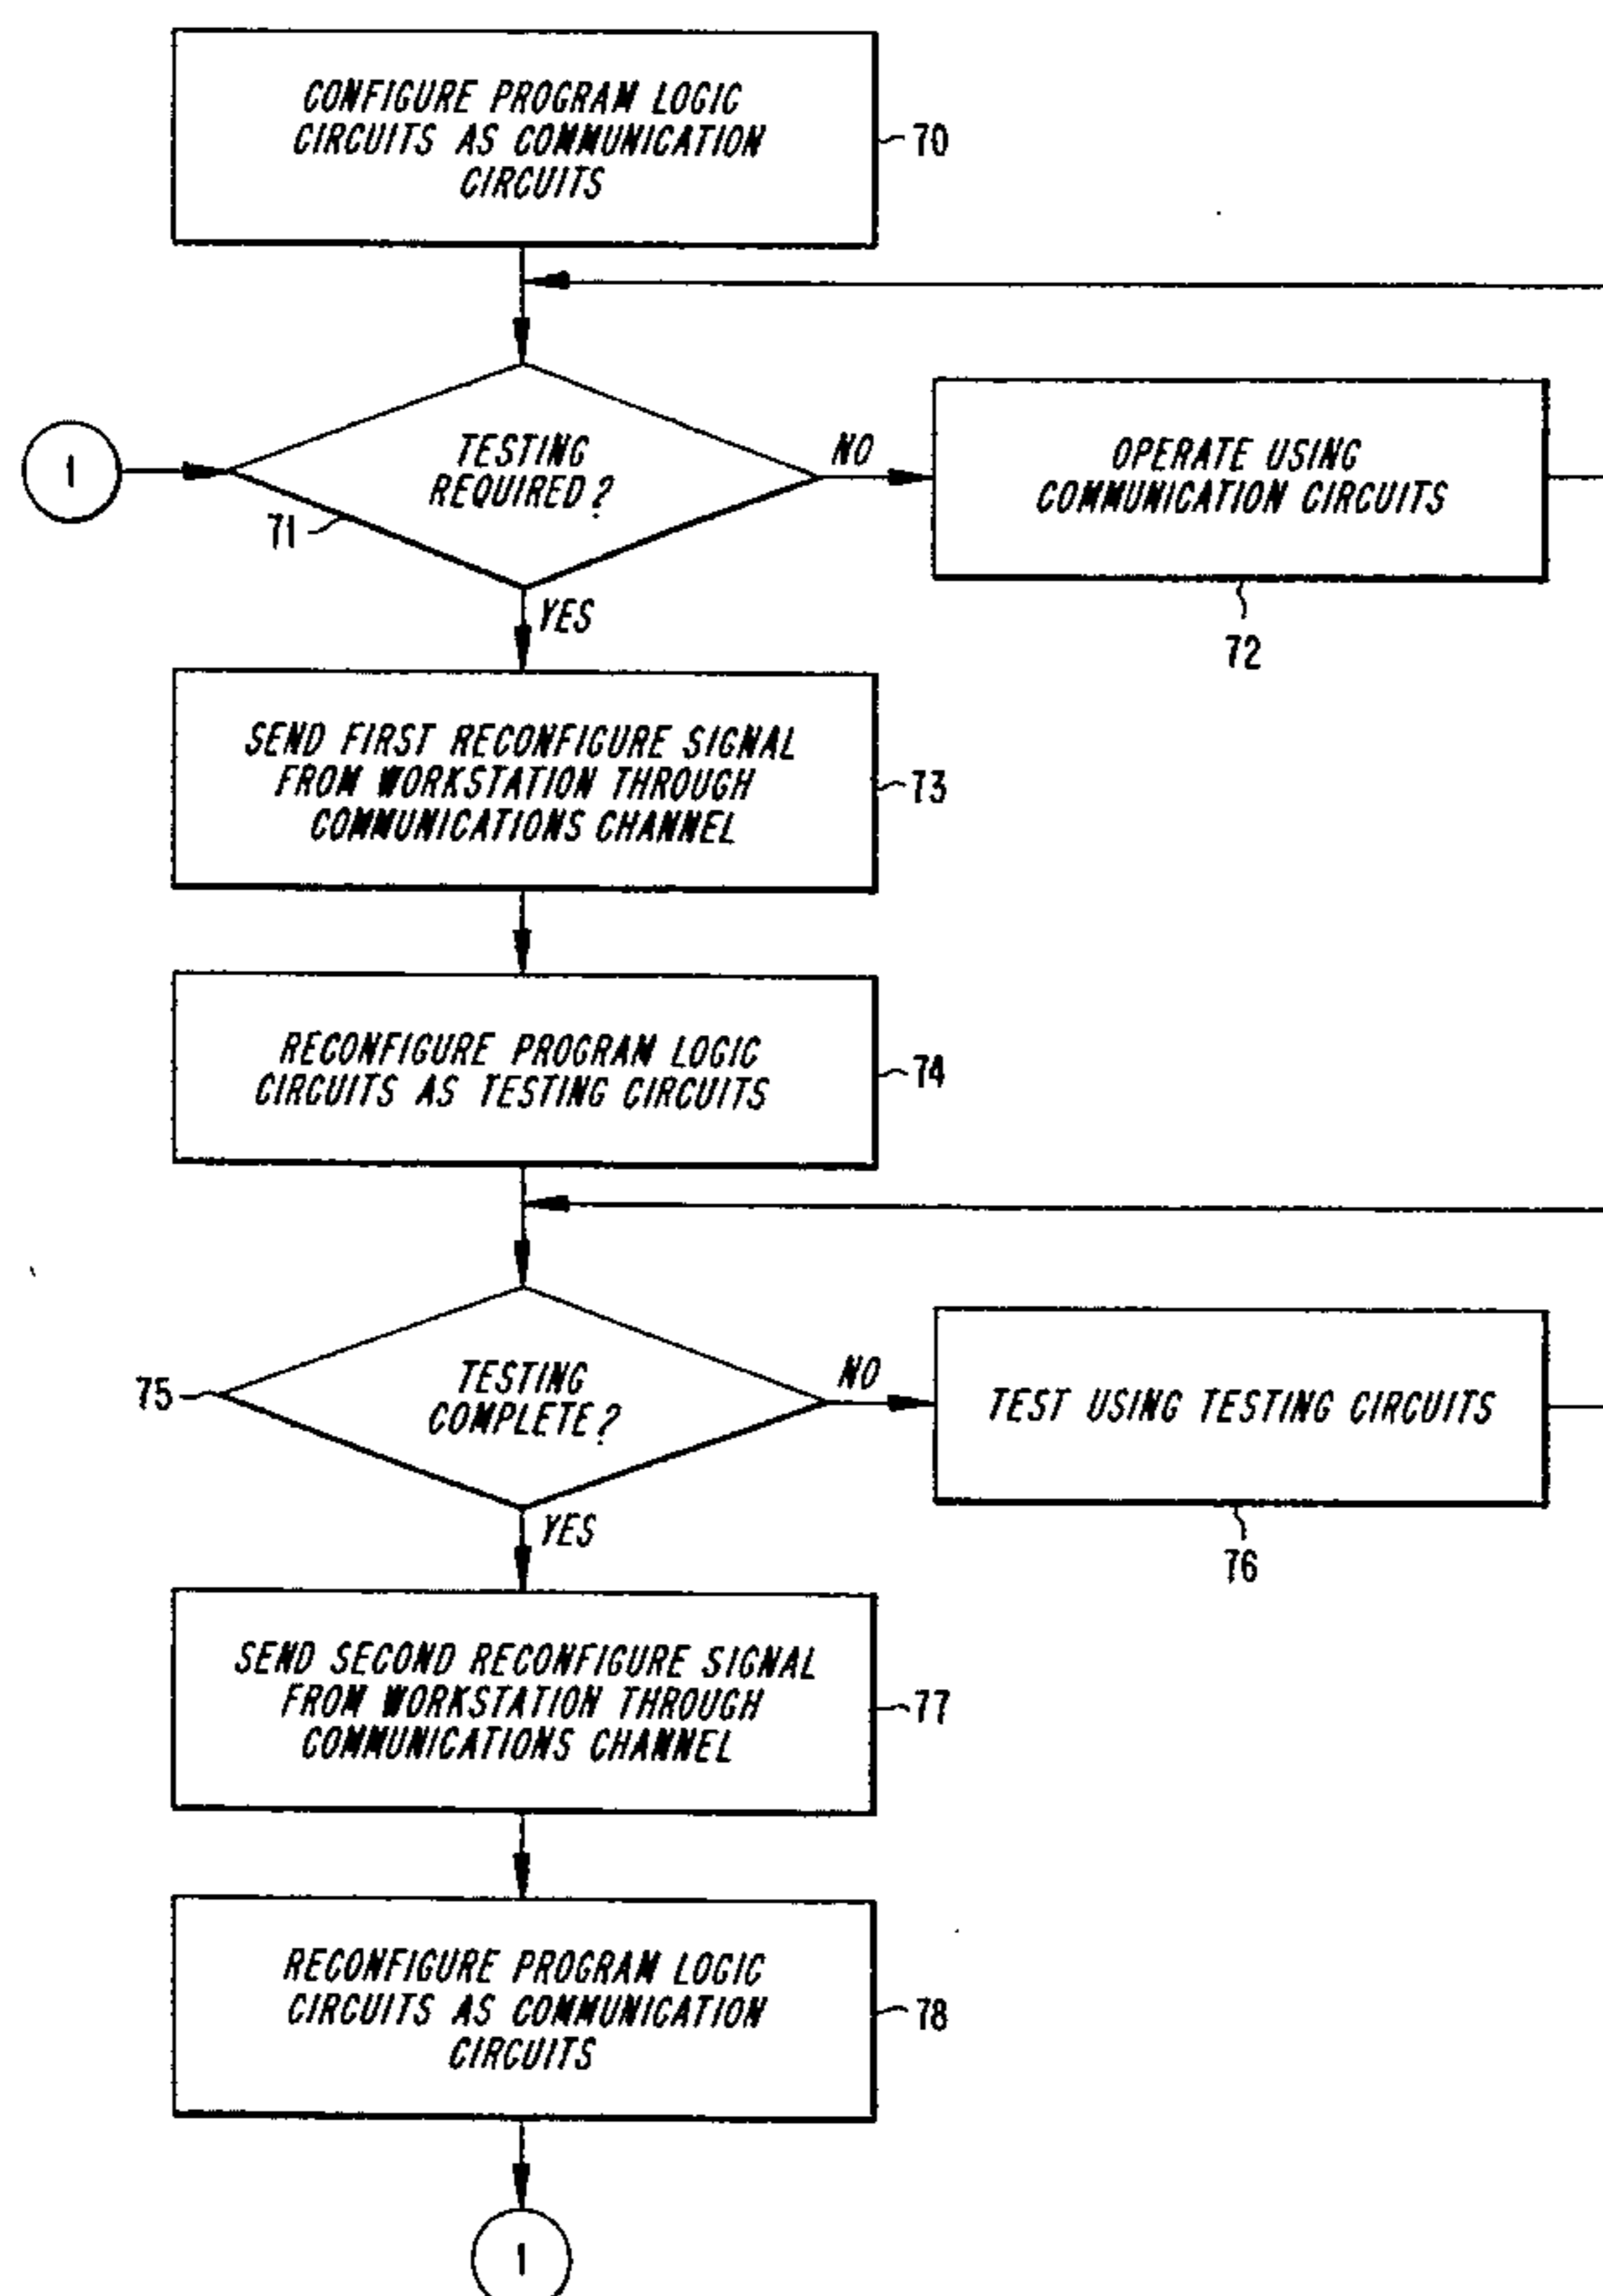 CONFIGURE PROGRAM LOGIC
CIRCUITS AS COMMUNICATION
CIRCUITS
70
1
TESTING
REQUIRED?
71
NO
OPERATE USING
COMMUNICATION CIRCUITS
72
YES
SEND FIRST RECONFIGURE SIGNAL
FROM WORKSTATION THROUGH
COMMUNICATIONS CHANNEL
73
RECONFIGURE PROGRAM LOGIC
CIRCUITS AS TESTING CIRCUITS
74
75
TESTING
COMPLETE?
NO
TEST USING TESTING CIRCUITS
76
YES
SEND SECOND RECONFIGURE SIGNAL
FROM WORKSTATION THROUGH
COMMUNICATIONS CHANNEL
77
RECONFIGURE PROGRAM LOGIC
CIRCUITS AS COMMUNICATION
CIRCUITS
78
1